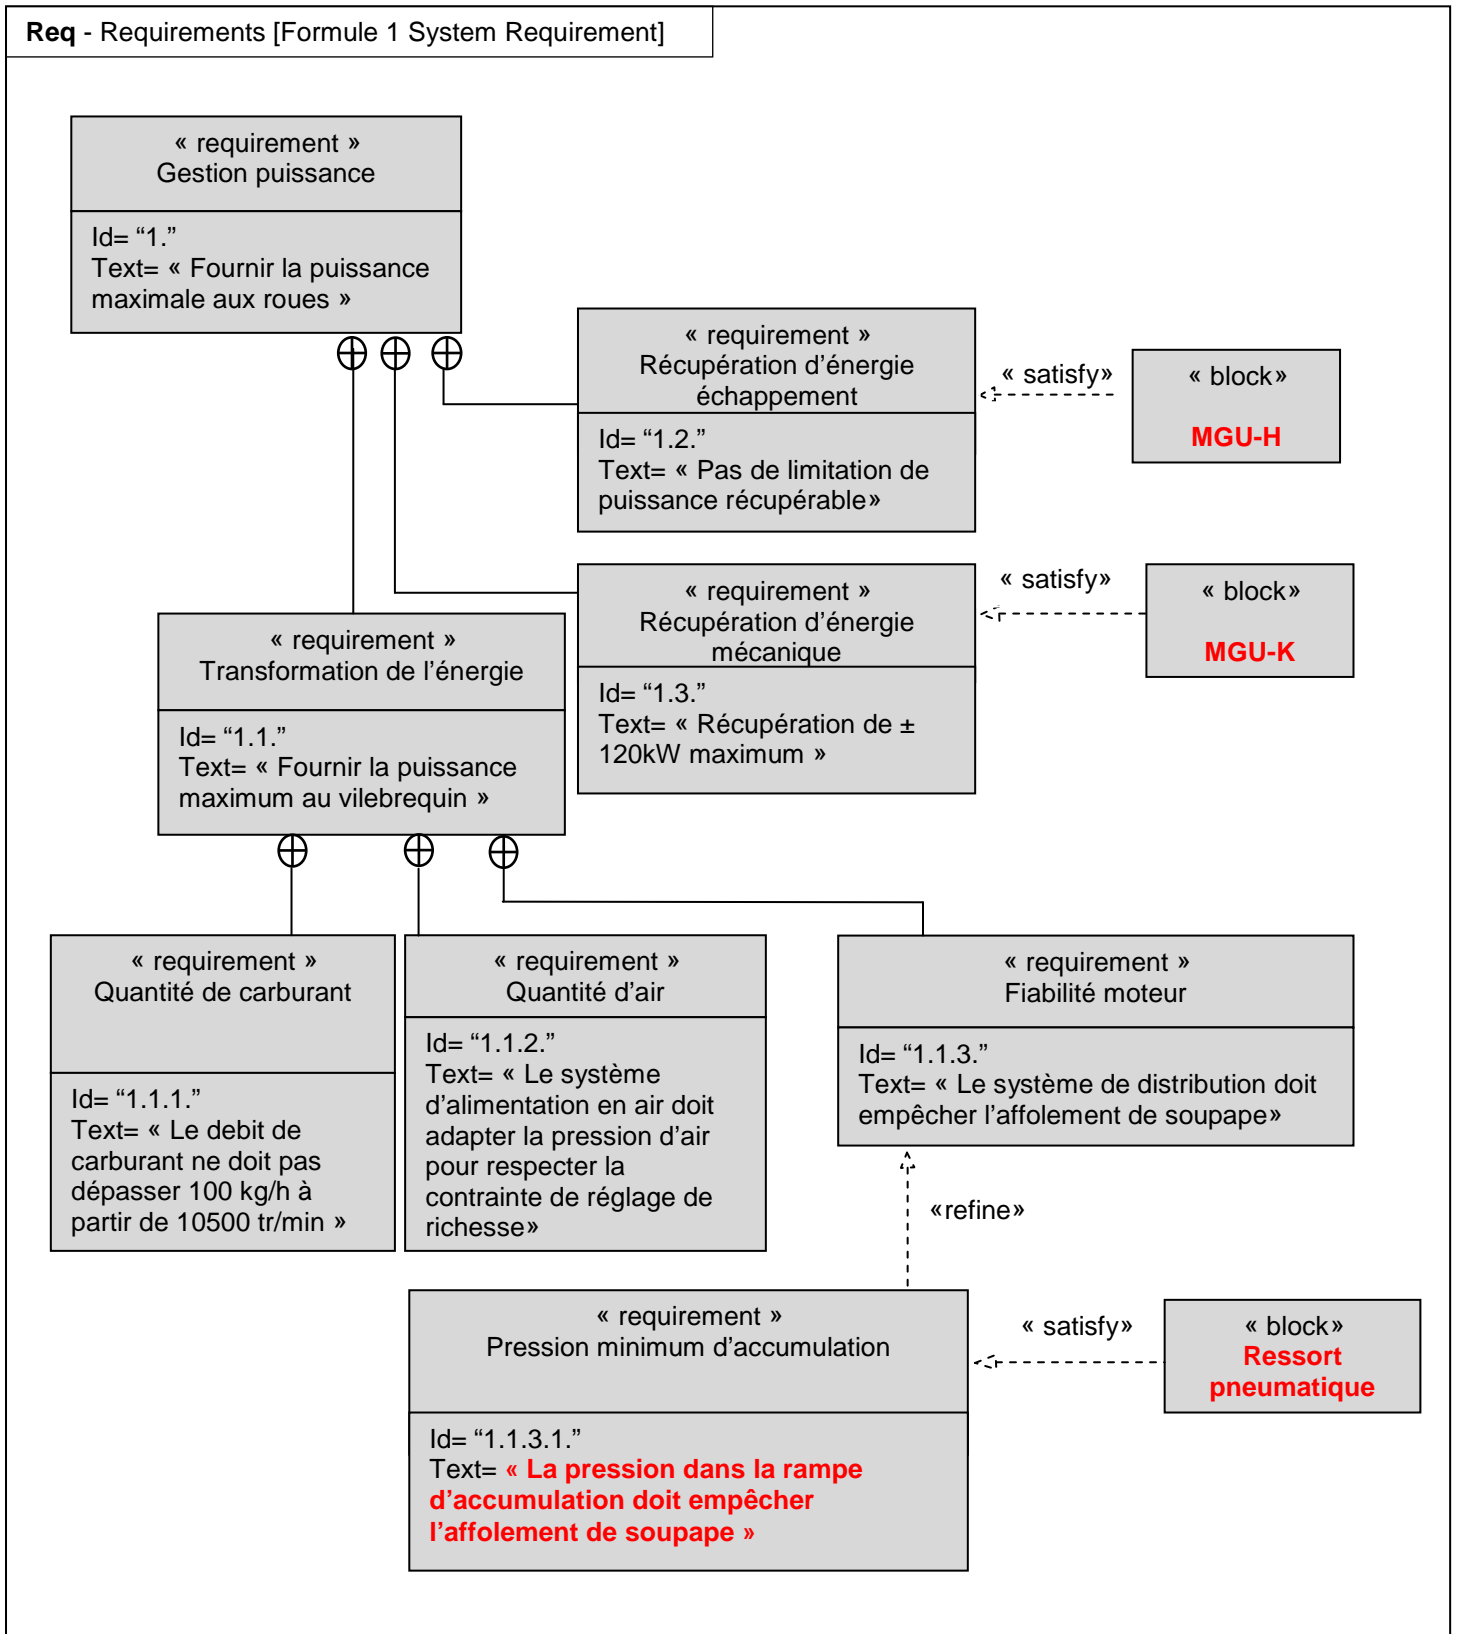 Req - Requirements [Formule 1 System Requirement]
« requirement »
Gestion puissance
Id= “1.”
Text= « Fournir la puissance
maximale aux roues »
« requirement »
Récupération d’énergie
échappement
Id= “1.2.”
Text= « Pas de limitation de
puissance récupérable»
« satisfy»
« block»
MGU-H
« requirement »
Récupération d’énergie
mécanique
Id= “1.3.”
Text= « Récupération de ±
120kW maximum »
« satisfy»
« block»
MGU-K
« requirement »
Transformation de l’énergie
Id= “1.1.”
Text= « Fournir la puissance
maximum au vilebrequin »
« requirement »
Quantité de carburant
Id= “1.1.1.”
Text= « Le debit de
carburant ne doit pas
dépasser 100 kg/h à
partir de 10500 tr/min »
« requirement »
Quantité d’air
Id= “1.1.2.”
Text= « Le système
d’alimentation en air doit
adapter la pression d’air
pour respecter la
contrainte de réglage de
richesse»
« requirement »
Fiabilité moteur
Id= “1.1.3.”
Text= « Le système de distribution doit
empêcher l’affolement de soupape»
«refine»
« requirement »
Pression minimum d’accumulation
Id= “1.1.3.1.”
Text= « La pression dans la rampe
d’accumulation doit empêcher
l’affolement de soupape »
« satisfy»
« block»
Ressort
pneumatique